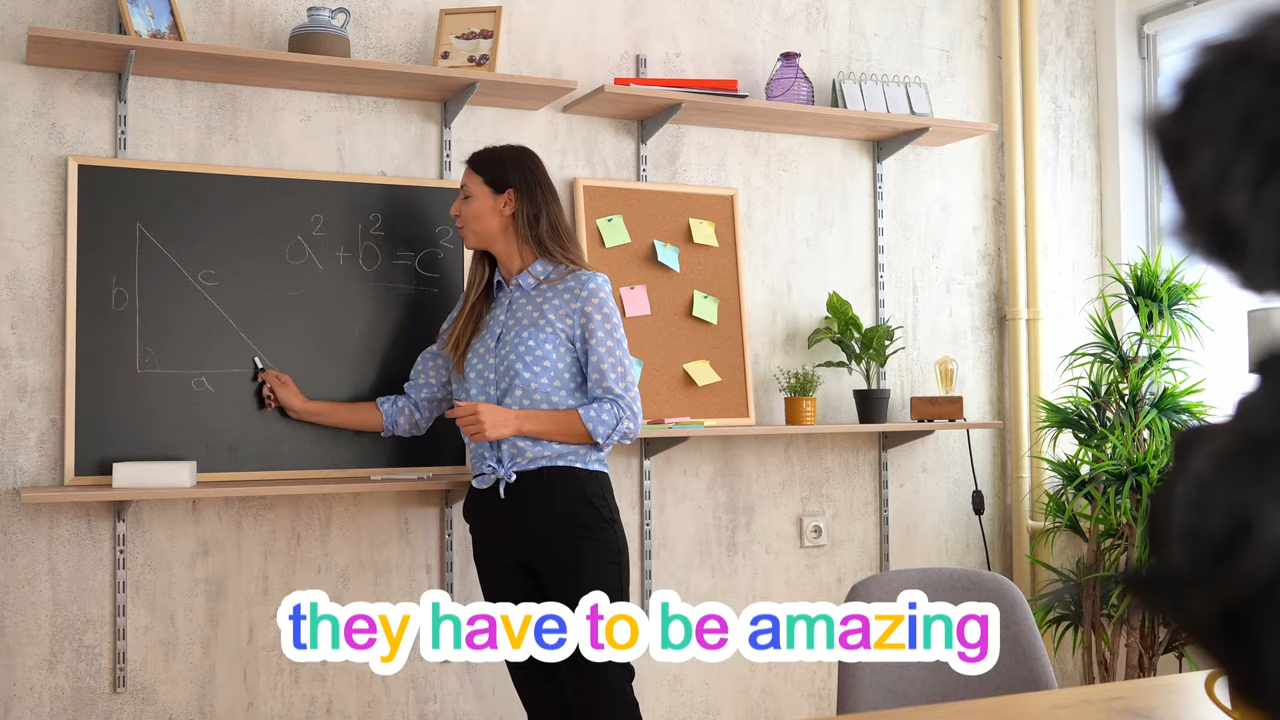 a² + b² = c²
b
c
a
they have to be amazing